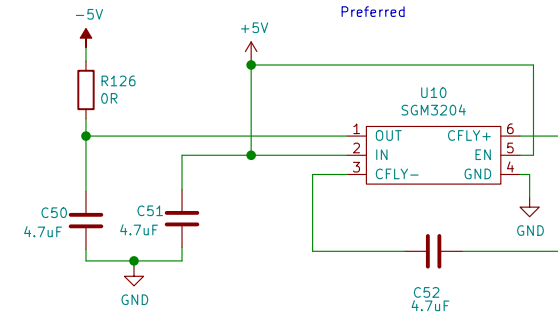 Preferred
−5V
+5V
R126
0R
U10
SGM3204
1 OUT CFLY+ 6
2 IN EN 5
3 CFLY− GND 4
C50
4.7uF
C51
4.7uF
GND
GND
C52
4.7uF